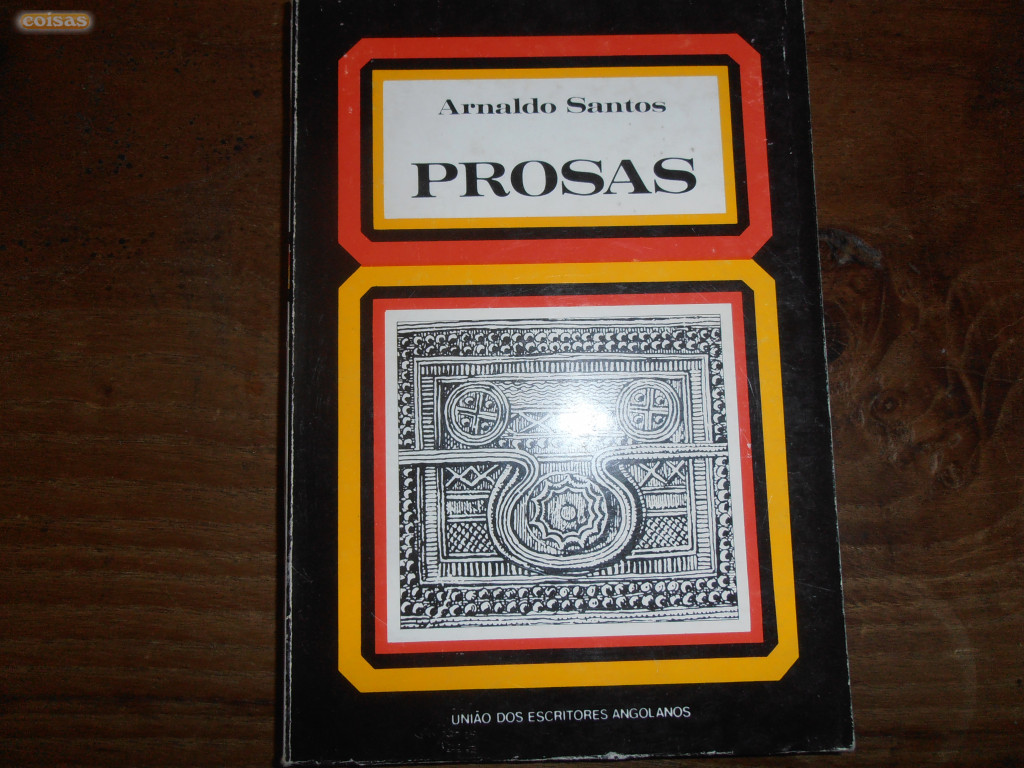 coisas
Arnaldo Santos
PROSAS
UNIÃO DOS ESCRITORES ANGOLANOS